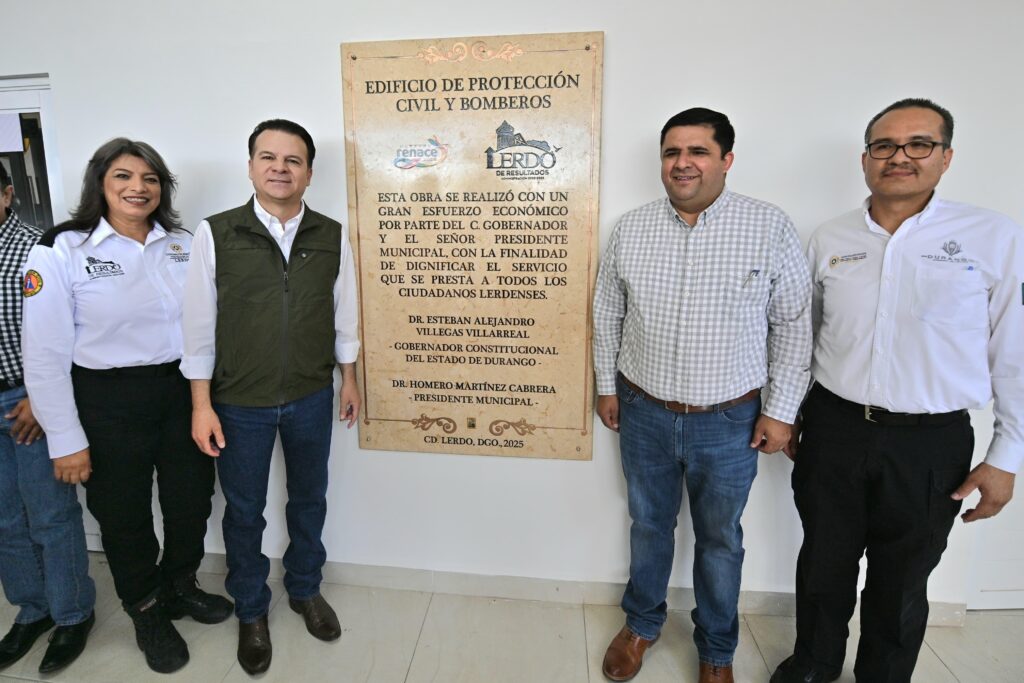 EDIFICIO DE PROTECCIÓN
CIVIL Y BOMBEROS
renace
LERDO
DE RESULTADOS
ESTA OBRA SE REALIZÓ CON UN
GRAN ESFUERZO ECONÓMICO
POR PARTE DEL C. GOBERNADOR
Y EL SEÑOR PRESIDENTE
MUNICIPAL, CON LA FINALIDAD
DE DIGNIFICAR EL SERVICIO
QUE SE PRESTA A TODOS LOS
CIUDADANOS LERDENSES.
DR. ESTEBAN ALEJANDRO
VILLEGAS VILLARREAL
- GOBERNADOR CONSTITUCIONAL
DEL ESTADO DE DURANGO -
DR. HOMERO MARTÍNEZ CABRERA
- PRESIDENTE MUNICIPAL -
CD. LERDO, DGO., 2025
LERDO
DURANGO